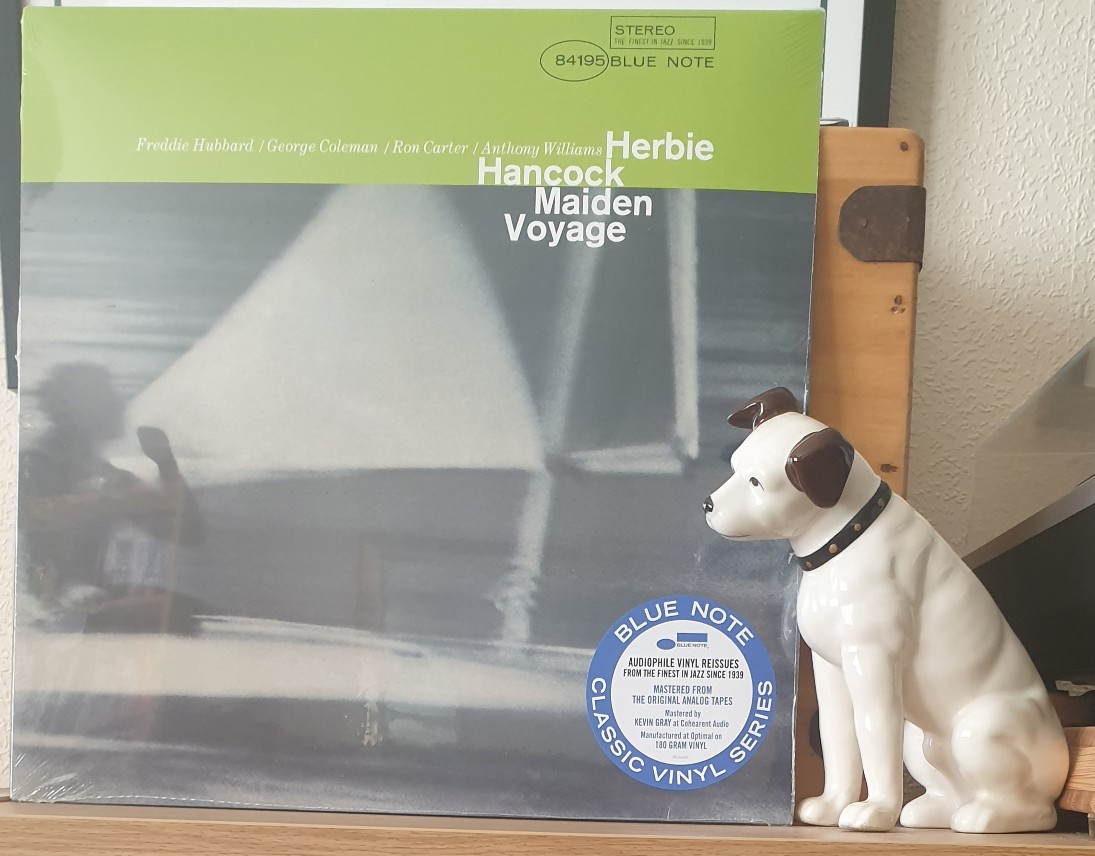 STEREO
THE FINEST IN JAZZ SINCE 1939
84195 BLUE NOTE
Freddie Hubbard / George Coleman / Ron Carter / Anthony Williams Herbie
Hancock
Maiden
Voyage
BLUE NOTE
BLUE NOTE
AUDIOPHILE VINYL REISSUES
FROM THE FINEST IN JAZZ SINCE 1939
MASTERED FROM
THE ORIGINAL ANALOG TAPES
Mastered by
KEVIN GRAY at Cohearent Audio
Manufactured at Optimal on
180 GRAM VINYL
CLASSIC VINYL SERIES